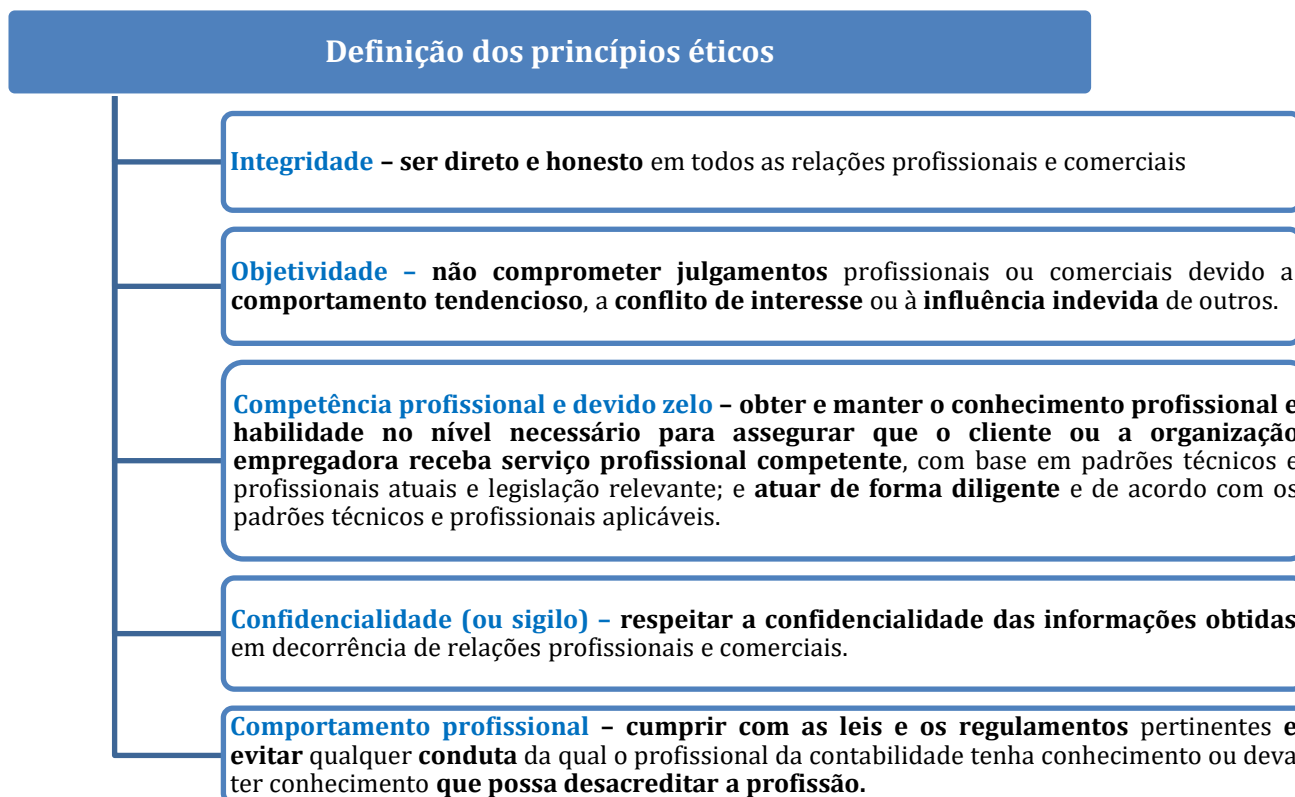 Definição dos princípios éticos
Integridade – ser direto e honesto em todos as relações profissionais e comerciais
Objetividade – não comprometer julgamentos profissionais ou comerciais devido a
comportamento tendencioso, a conflito de interesse ou à influência indevida de outros.
Competência profissional e devido zelo – obter e manter o conhecimento profissional e
habilidade no nível necessário para assegurar que o cliente ou a organização
empregadora receba serviço profissional competente, com base em padrões técnicos e
profissionais atuais e legislação relevante; e atuar de forma diligente e de acordo com os
padrões técnicos e profissionais aplicáveis.
Confidencialidade (ou sigilo) – respeitar a confidencialidade das informações obtidas
em decorrência de relações profissionais e comerciais.
Comportamento profissional – cumprir com as leis e os regulamentos pertinentes e
evitar qualquer conduta da qual o profissional da contabilidade tenha conhecimento ou deva
ter conhecimento que possa desacreditar a profissão.